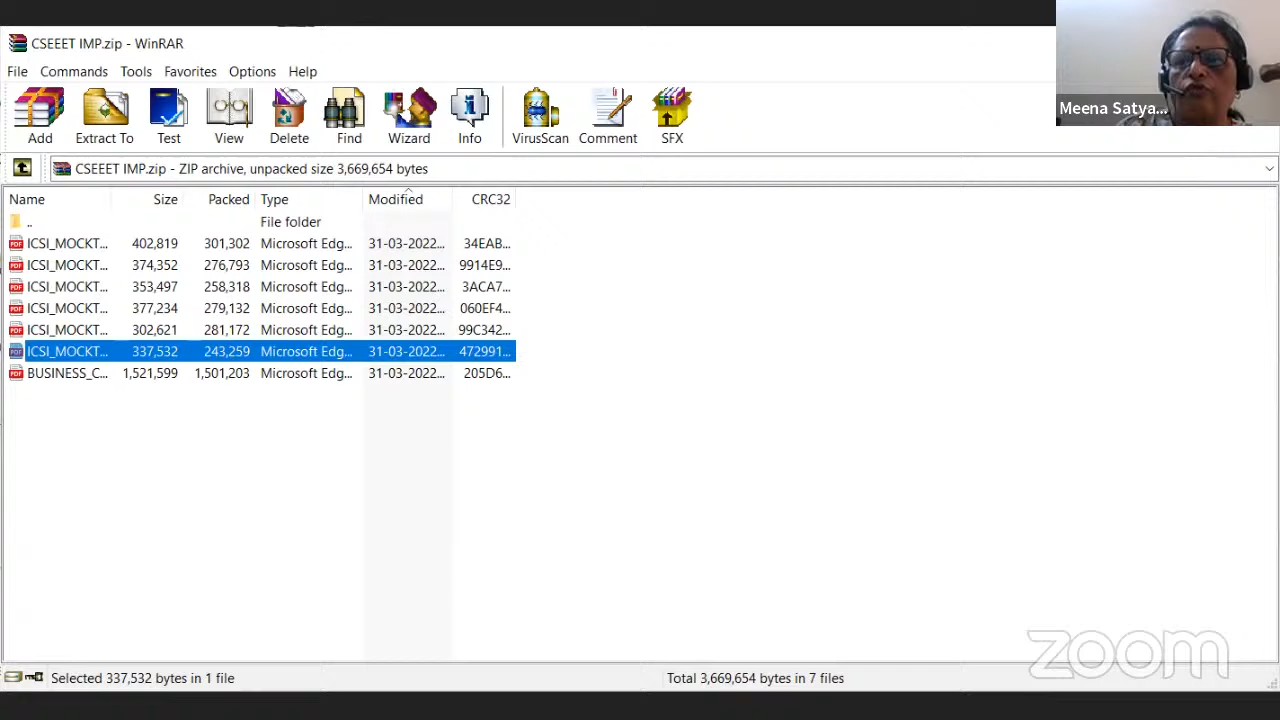 CSEEET IMP.zip - WinRAR
File Commands Tools Favorites Options Help
Add Extract To Test View Delete Find Wizard Info VirusScan Comment SFX
CSEEET IMP.zip - ZIP archive, unpacked size 3,669,654 bytes
Name Size Packed Type Modified CRC32
.. File folder
ICSI_MOCKT... 402,819 301,302 Microsoft Edg... 31-03-2022... 34EAB...
ICSI_MOCKT... 374,352 276,793 Microsoft Edg... 31-03-2022... 9914E9...
ICSI_MOCKT... 353,497 258,318 Microsoft Edg... 31-03-2022... 3ACA7...
ICSI_MOCKT... 377,234 279,132 Microsoft Edg... 31-03-2022... 060EF4...
ICSI_MOCKT... 302,621 281,172 Microsoft Edg... 31-03-2022... 99C342...
ICSI_MOCKT... 337,532 243,259 Microsoft Edg... 31-03-2022... 472991...
BUSINESS_C... 1,521,599 1,501,203 Microsoft Edg... 31-03-2022... 205D6...
Selected 337,532 bytes in 1 file
Total 3,669,654 bytes in 7 files
Meena Satya...
zoom